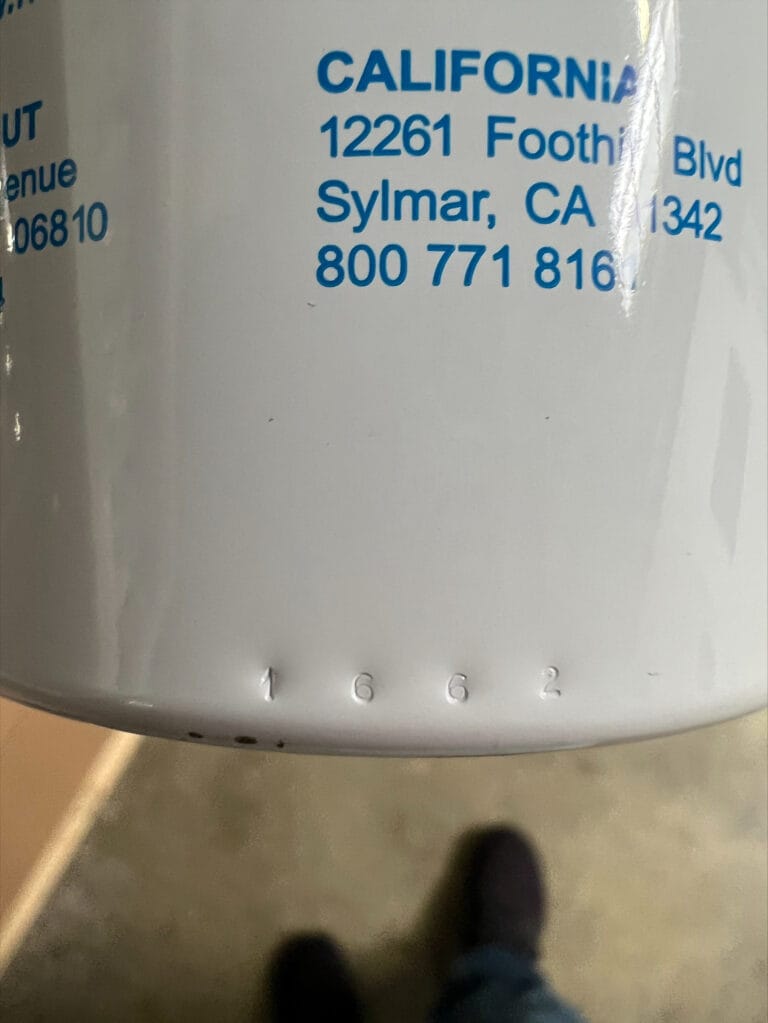 UT
enue
06810
CALIFORNIA
12261 Foothi Blvd
Sylmar, CA 1342
800 771 816
1 6 6 2